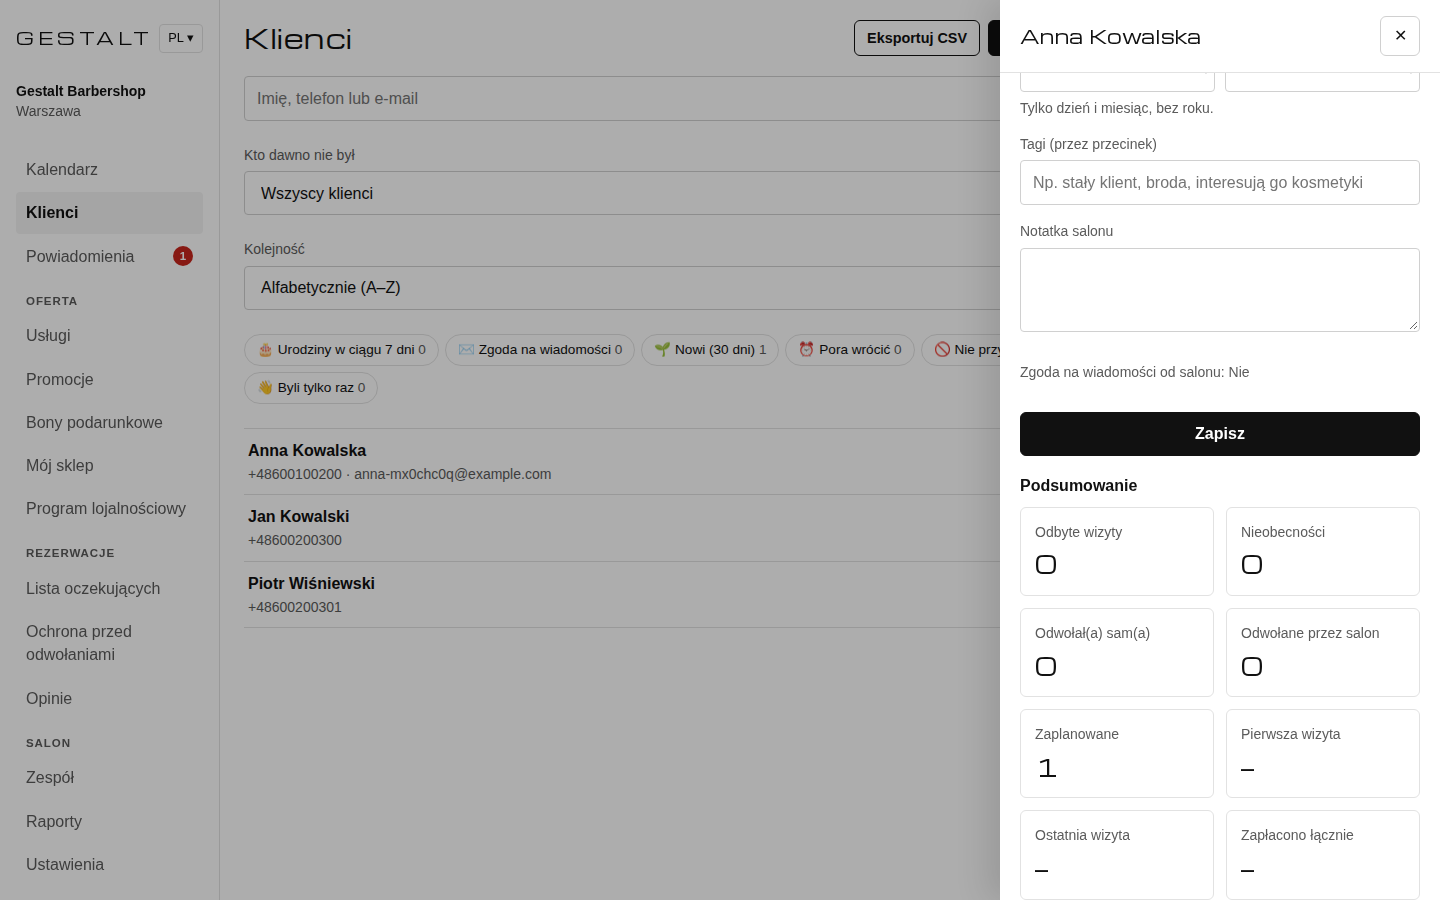 GESTALT
PL ▾
Gestalt Barbershop
Warszawa
Kalendarz
Klienci
Powiadomienia 1
OFERTA
Usługi
Promocje
Bony podarunkowe
Mój sklep
Program lojalnościowy
REZERWACJE
Lista oczekujących
Ochrona przed
odwołaniami
Opinie
SALON
Zespół
Raporty
Ustawienia
Klienci
Eksportuj CSV
Imię, telefon lub e-mail
Kto dawno nie był
Wszyscy klienci
Kolejność
Alfabetycznie (A–Z)
🎂 Urodziny w ciągu 7 dni 0
✉️ Zgoda na wiadomości 0
🌱 Nowi (30 dni) 1
⏰ Pora wrócić 0
🚫 Nie przy
👋 Byli tylko raz 0
Anna Kowalska
+48600100200 · anna-mx0chc0q@example.com
Jan Kowalski
+48600200300
Piotr Wiśniewski
+48600200301
Anna Kowalska
✕
Tylko dzień i miesiąc, bez roku.
Tagi (przez przecinek)
Np. stały klient, broda, interesują go kosmetyki
Notatka salonu
Zgoda na wiadomości od salonu: Nie
Zapisz
Podsumowanie
Odbyte wizyty
0
Nieobecności
0
Odwołał(a) sam(a)
0
Odwołane przez salon
0
Zaplanowane
1
Pierwsza wizyta
–
Ostatnia wizyta
–
Zapłacono łącznie
–